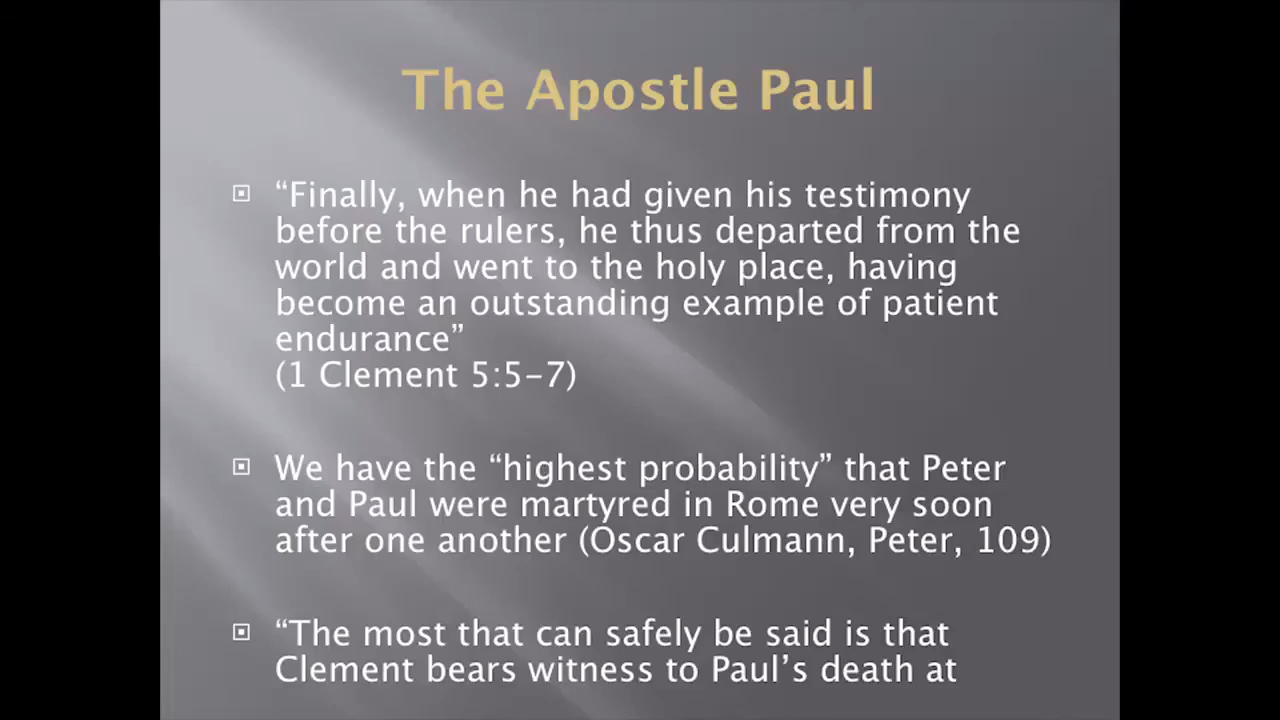 The Apostle Paul
“Finally, when he had given his testimony
before the rulers, he thus departed from the
world and went to the holy place, having
become an outstanding example of patient
endurance”
(1 Clement 5:5-7)
We have the “highest probability” that Peter
and Paul were martyred in Rome very soon
after one another (Oscar Culmann, Peter, 109)
“The most that can safely be said is that
Clement bears witness to Paul’s death at